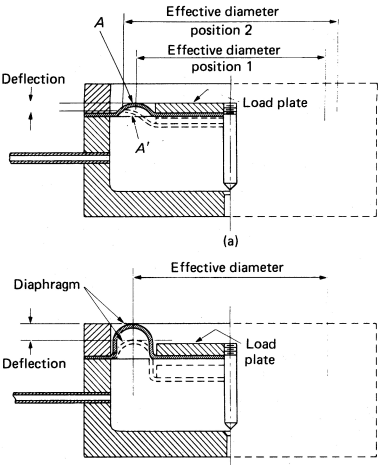 Effective diameter
position 2
A
Effective diameter
position 1
Deflection
Load plate
A'
(a)
Effective diameter
Diaphragm
Load
plate
Deflection